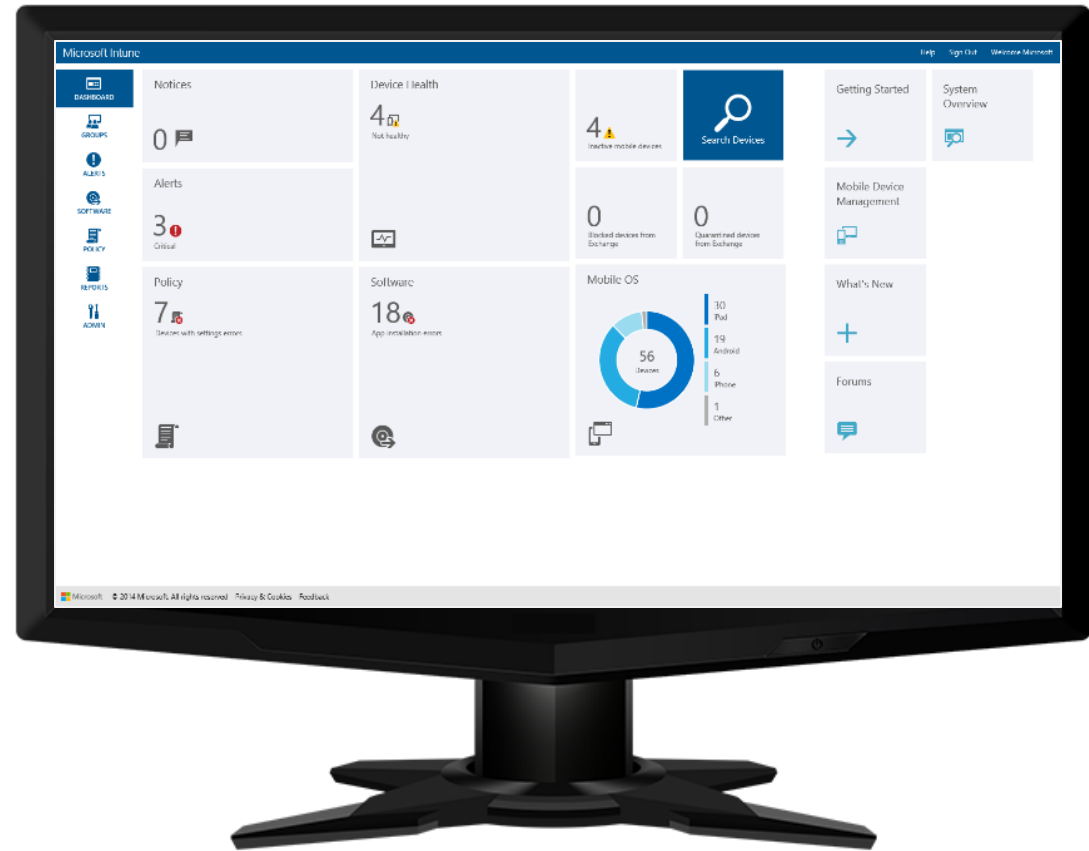 Microsoft Intune
Help Sign Out Welcome Microsoft
DASHBOARD
GROUPS
ALERTS
SOFTWARE
POLICY
REPORTS
ADMIN
Notices
0
Alerts
3
Critical
Policy
7
Devices with settings errors
Device Health
4
Not healthy
Software
18
App installation errors
4
Inactive mobile devices
Search Devices
0
Blocked devices from
Exchange
0
Quarantined devices
from Exchange
Mobile OS
56
Devices
30
iPad
19
Android
6
iPhone
1
Other
Getting Started
System
Overview
Mobile Device
Management
What's New
Forums
Microsoft © 2014 Microsoft. All rights reserved Privacy & Cookies Feedback